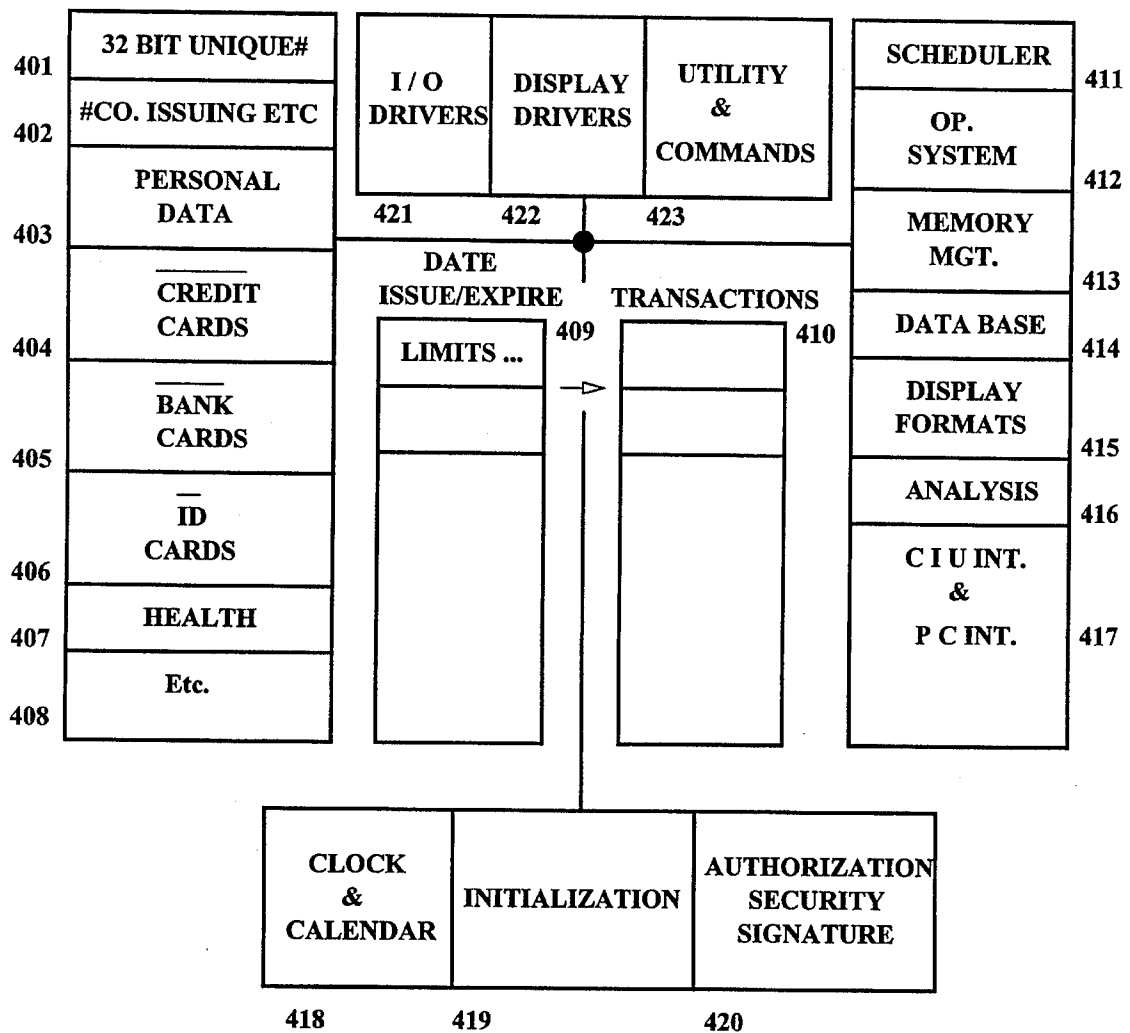 32 BIT UNIQUE#
401
#CO. ISSUING ETC
402
PERSONAL
DATA
403
CREDIT
CARDS
404
BANK
CARDS
405
ID
CARDS
406
HEALTH
407
Etc.
408
I / O
DRIVERS
421
DISPLAY
DRIVERS
422
UTILITY
&
COMMANDS
423
DATE
ISSUE/EXPIRE
409
LIMITS ...
TRANSACTIONS
410
SCHEDULER
411
OP.
SYSTEM
412
MEMORY
MGT.
413
DATA BASE
414
DISPLAY
FORMATS
415
ANALYSIS
416
C I U INT.
&
P C INT.
417
CLOCK
&
CALENDAR
418
INITIALIZATION
419
AUTHORIZATION
SECURITY
SIGNATURE
420